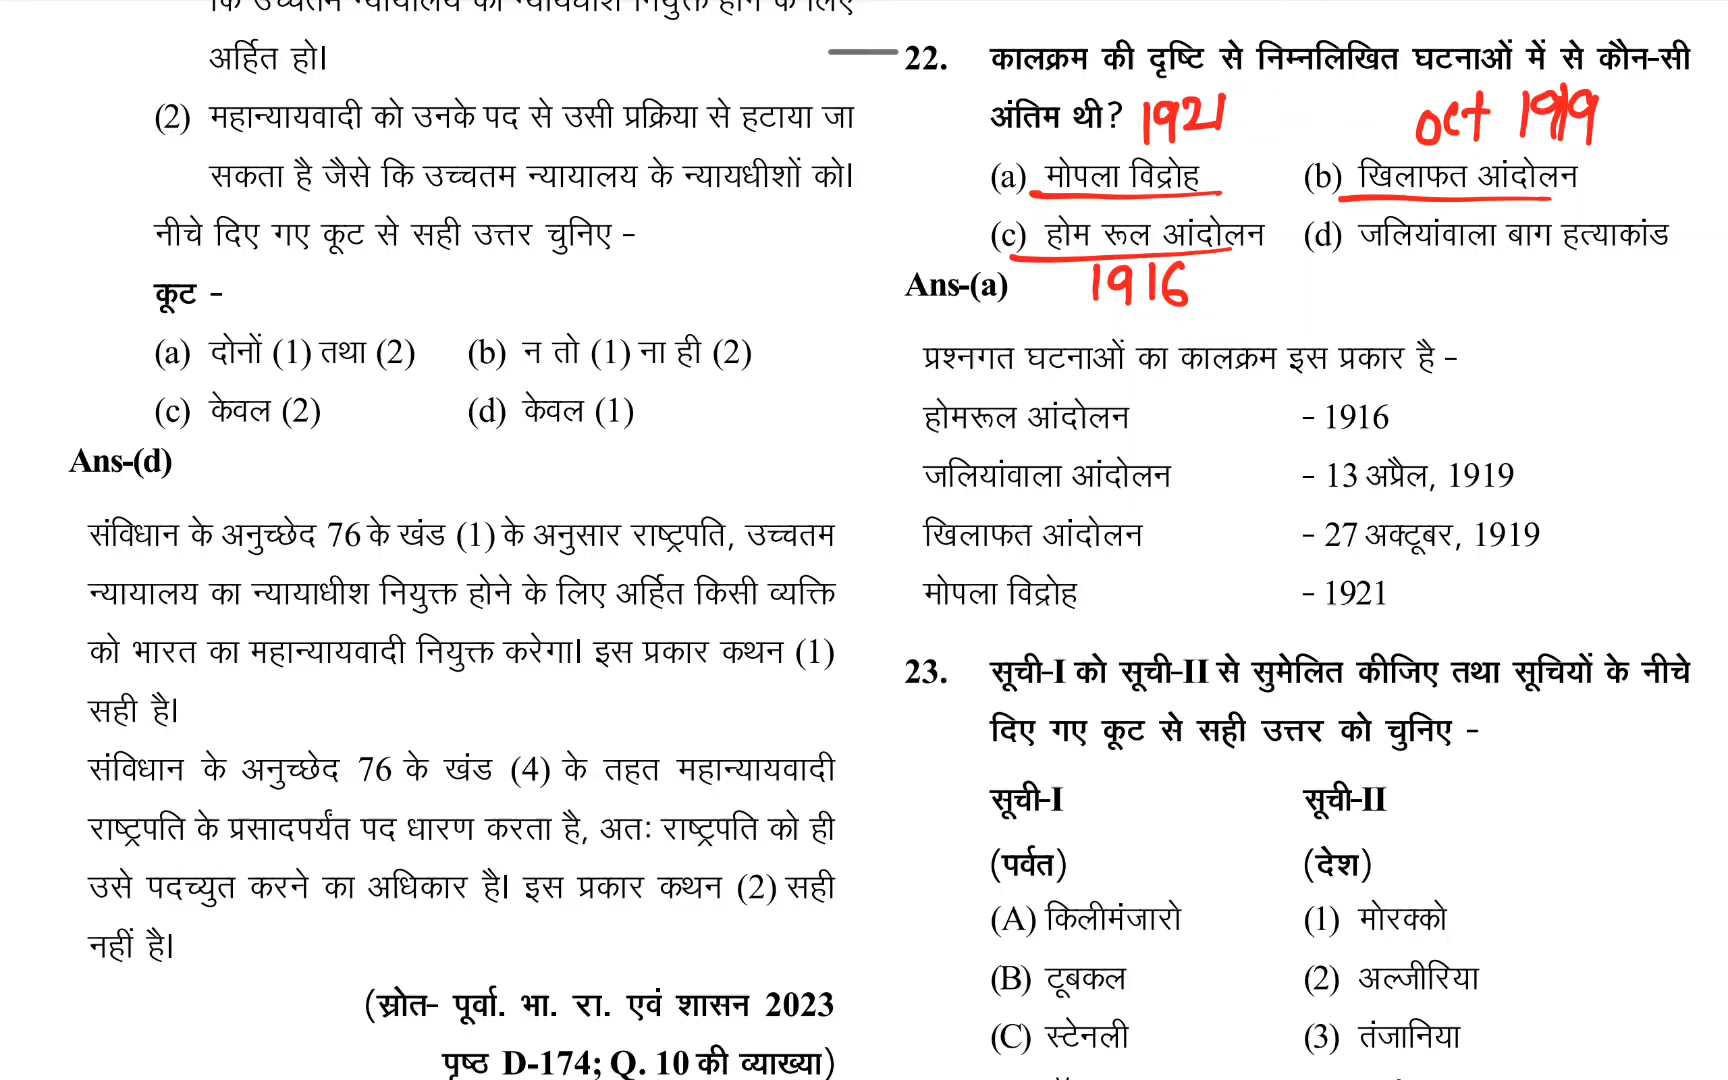 कि उच्चतम न्यायालय का न्यायधीश नियुक्त होने के लिए
अर्हित हो।
(2) महान्यायवादी को उनके पद से उसी प्रक्रिया से हटाया जा
सकता है जैसे कि उच्चतम न्यायालय के न्यायधीशों को।
नीचे दिए गए कूट से सही उत्तर चुनिए –
कूट –
(a) दोनों (1) तथा (2) (b) न तो (1) ना ही (2)
(c) केवल (2) (d) केवल (1)
Ans-(d)
संविधान के अनुच्छेद 76 के खंड (1) के अनुसार राष्ट्रपति, उच्चतम
न्यायालय का न्यायाधीश नियुक्त होने के लिए अर्हित किसी व्यक्ति
को भारत का महान्यायवादी नियुक्त करेगा। इस प्रकार कथन (1)
सही है।
संविधान के अनुच्छेद 76 के खंड (4) के तहत महान्यायवादी
राष्ट्रपति के प्रसादपर्यंत पद धारण करता है, अतः राष्ट्रपति को ही
उसे पदच्युत करने का अधिकार है। इस प्रकार कथन (2) सही
नहीं है।
(स्रोत- पूर्वा. भा. रा. एवं शासन 2023
पृष्ठ D-174; Q. 10 की व्याख्या)
22. कालक्रम की दृष्टि से निम्नलिखित घटनाओं में से कौन-सी
अंतिम थी? 1921 oct 1919
(a) मोपला विद्रोह (b) खिलाफत आंदोलन
(c) होम रूल आंदोलन (d) जलियांवाला बाग हत्याकांड
Ans-(a) 1916
प्रश्नगत घटनाओं का कालक्रम इस प्रकार है –
होमरूल आंदोलन – 1916
जलियांवाला आंदोलन – 13 अप्रैल, 1919
खिलाफत आंदोलन – 27 अक्टूबर, 1919
मोपला विद्रोह – 1921
23. सूची-I को सूची-II से सुमेलित कीजिए तथा सूचियों के नीचे
दिए गए कूट से सही उत्तर को चुनिए –
सूची-I सूची-II
(पर्वत) (देश)
(A) किलीमंजारो (1) मोरक्को
(B) टूबकल (2) अल्जीरिया
(C) स्टेनली (3) तंजानिया